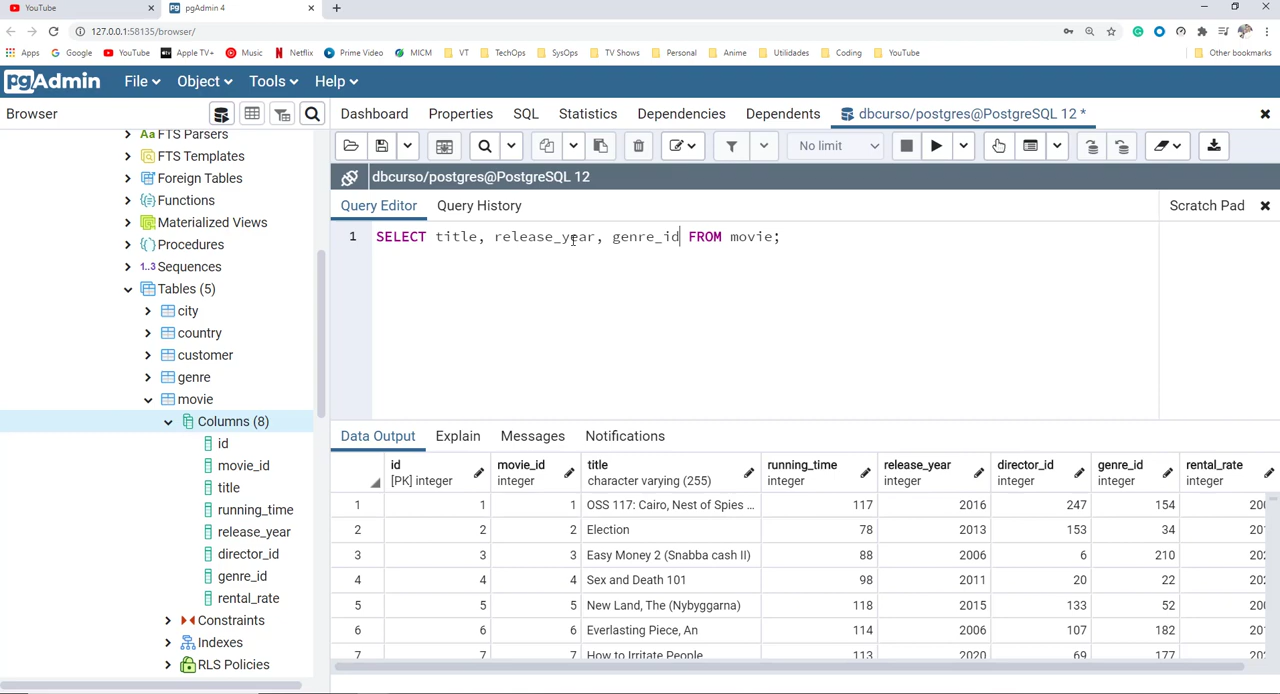 YouTube
pgAdmin 4
127.0.0.1:58135/browser/
Apps Google YouTube Apple TV+ Music Netflix Prime Video MICM VT TechOps SysOps TV Shows Personal Anime Utilidades Coding YouTube Other bookmarks
pgAdmin File Object Tools Help
Browser
Dashboard Properties SQL Statistics Dependencies Dependents dbcurso/postgres@PostgreSQL 12 *
No limit
dbcurso/postgres@PostgreSQL 12
Query Editor Query History Scratch Pad
1 SELECT title, release_year, genre_id FROM movie;
FTS Parsers
FTS Templates
Foreign Tables
Functions
Materialized Views
Procedures
1..3 Sequences
Tables (5)
city
country
customer
genre
movie
Columns (8)
id
movie_id
title
running_time
release_year
director_id
genre_id
rental_rate
Constraints
Indexes
RLS Policies
Data Output Explain Messages Notifications
id movie_id title running_time release_year director_id genre_id rental_rate
[PK] integer integer character varying (255) integer integer integer integer integer
1 1 1 OSS 117: Cairo, Nest of Spies ... 117 2016 247 154 200
2 2 2 Election 78 2013 153 34
3 3 3 Easy Money 2 (Snabba cash II) 88 2006 6 210
4 4 4 Sex and Death 101 98 2011 20 22
5 5 5 New Land, The (Nybyggarna) 118 2015 133 52
6 6 6 Everlasting Piece, An 114 2006 107 182
7 7 7 How to Irritate People 113 2020 69 177